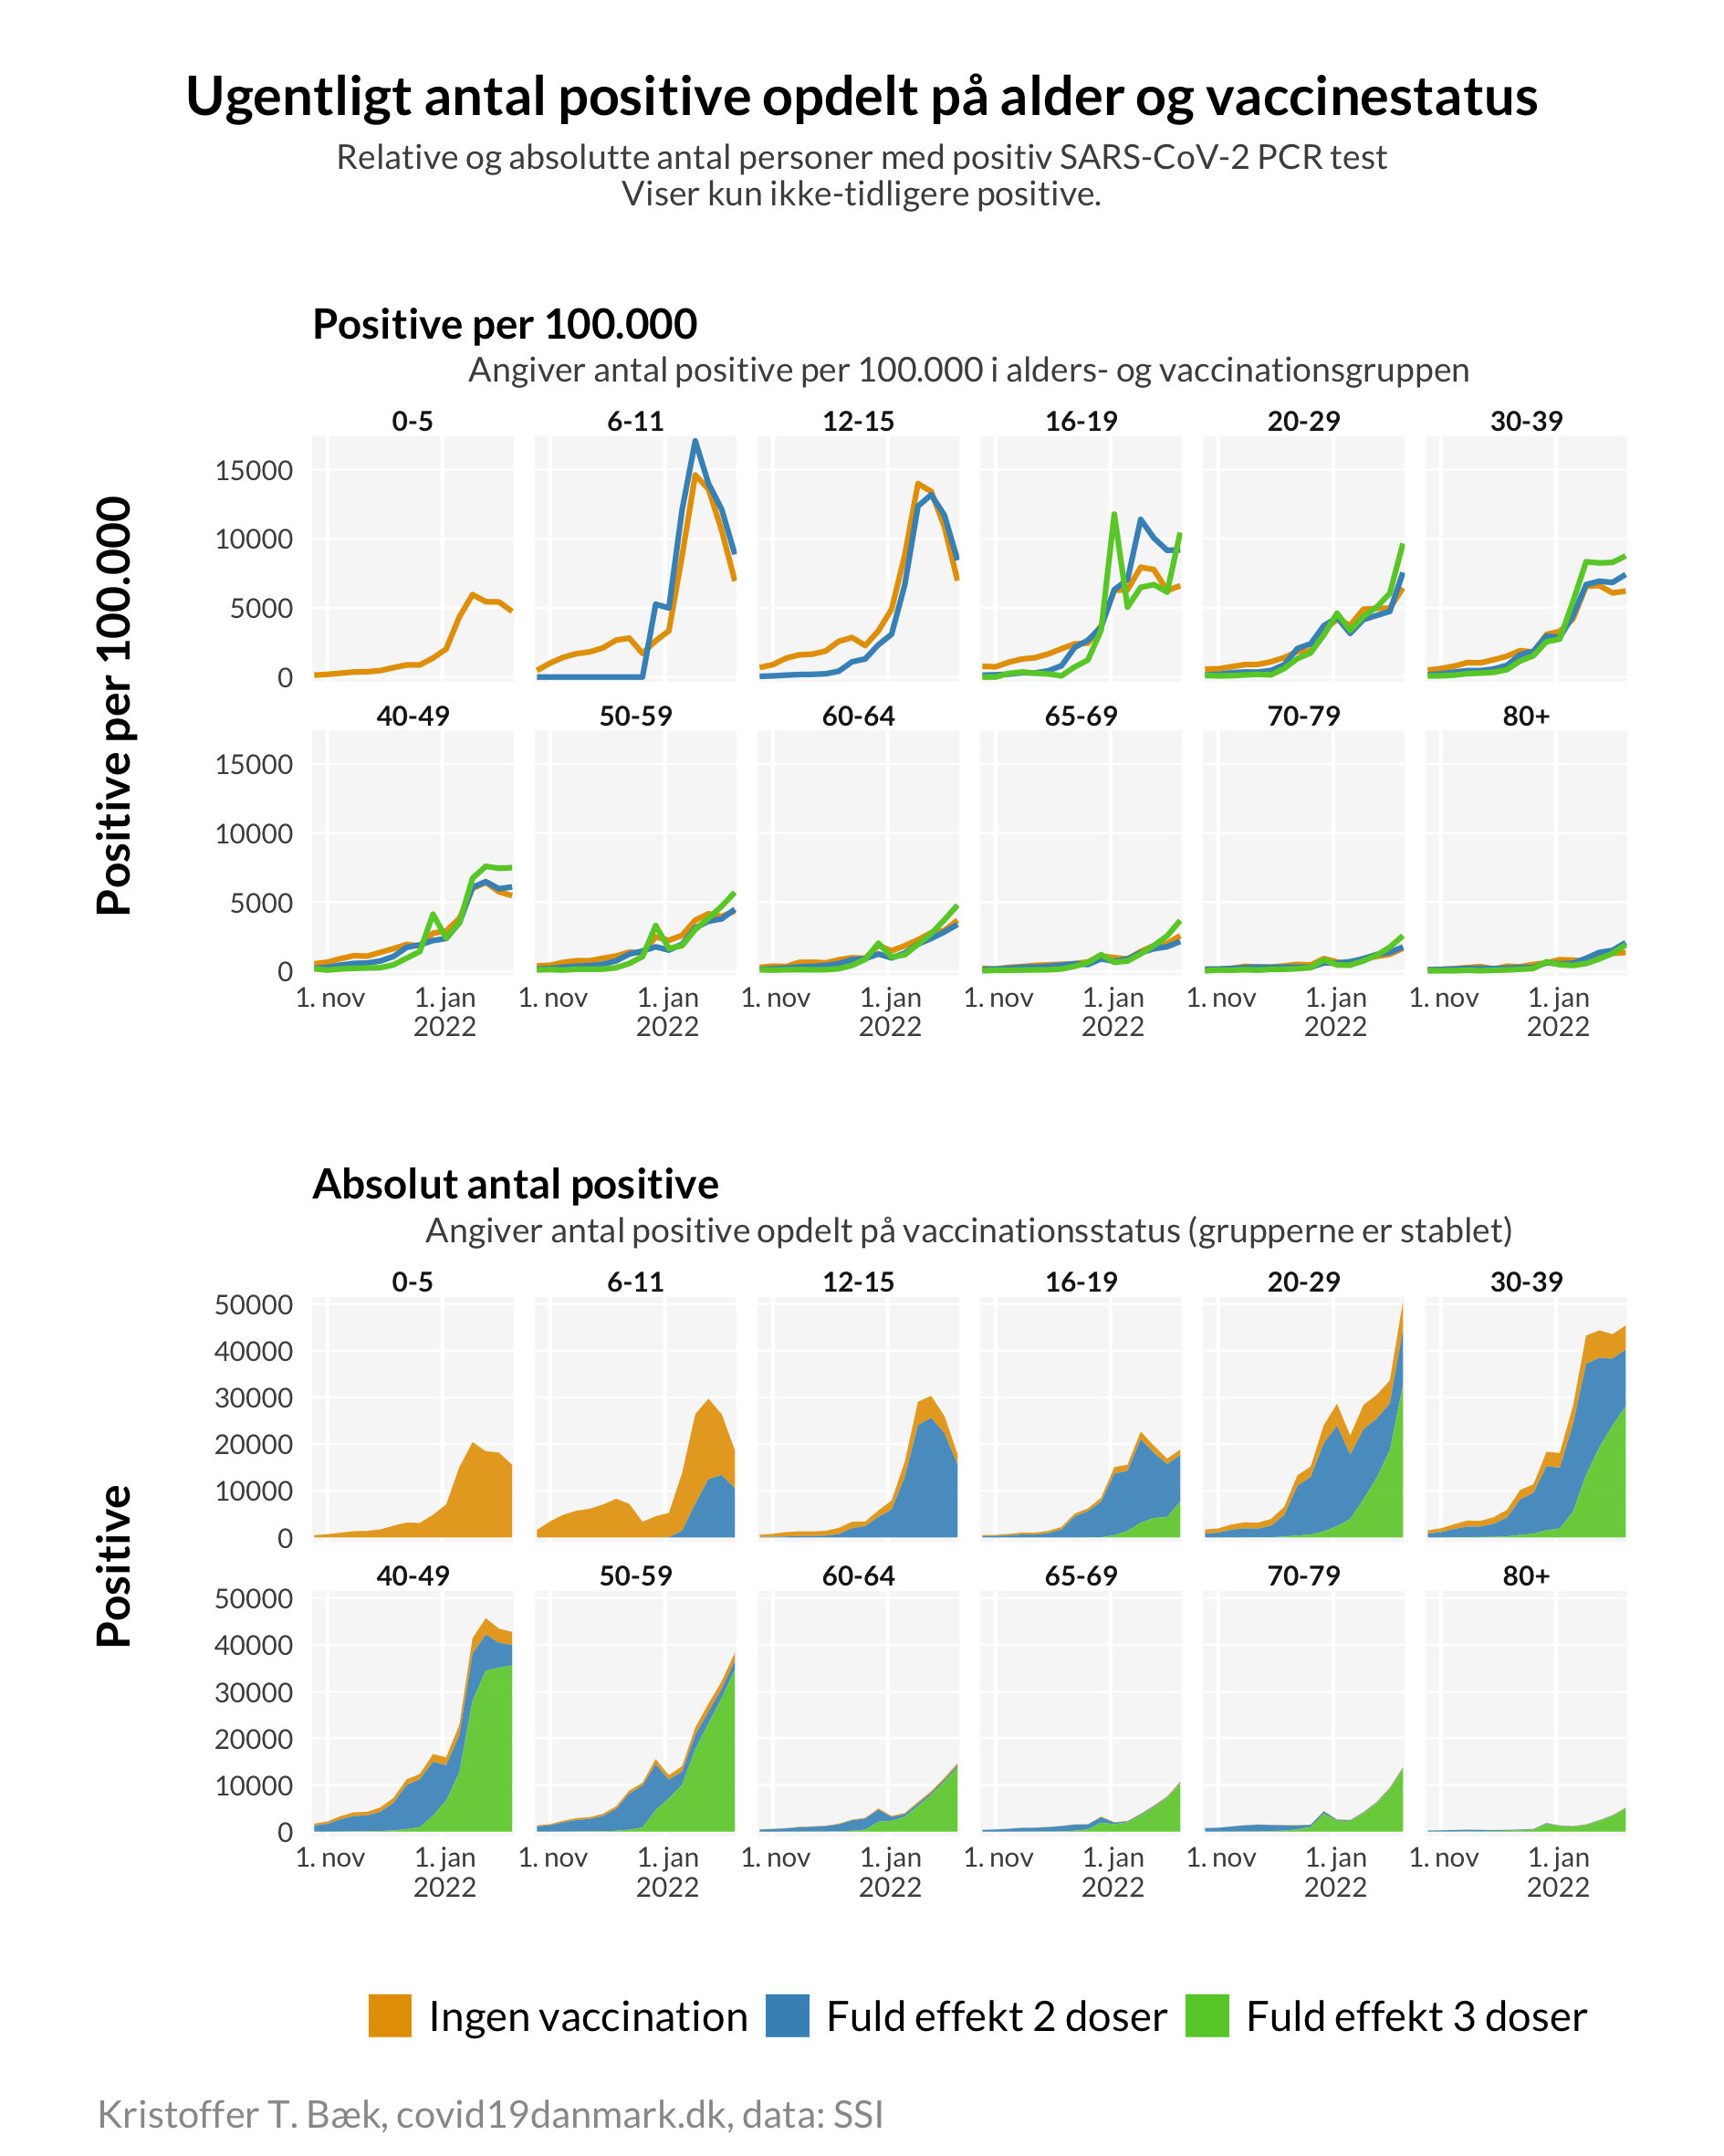 Ugentligt antal positive opdelt på alder og vaccinestatus
Relative og absolutte antal personer med positiv SARS-CoV-2 PCR test
Viser kun ikke-tidligere positive.
Positive per 100.000
Angiver antal positive per 100.000 i alders- og vaccinationsgruppen
Positive per 100.000
0-5 6-11 12-15 16-19 20-29 30-39
15000
10000
5000
0
40-49 50-59 60-64 65-69 70-79 80+
15000
10000
5000
0
1. nov 1. jan 1. nov 1. jan 1. nov 1. jan 1. nov 1. jan 1. nov 1. jan 1. nov 1. jan
2022 2022 2022 2022 2022 2022
Absolut antal positive
Angiver antal positive opdelt på vaccinationsstatus (grupperne er stablet)
Positive
0-5 6-11 12-15 16-19 20-29 30-39
50000
40000
30000
20000
10000
0
40-49 50-59 60-64 65-69 70-79 80+
50000
40000
30000
20000
10000
0
1. nov 1. jan 1. nov 1. jan 1. nov 1. jan 1. nov 1. jan 1. nov 1. jan 1. nov 1. jan
2022 2022 2022 2022 2022 2022
Ingen vaccination Fuld effekt 2 doser Fuld effekt 3 doser
Kristoffer T. Bæk, covid19danmark.dk, data: SSI